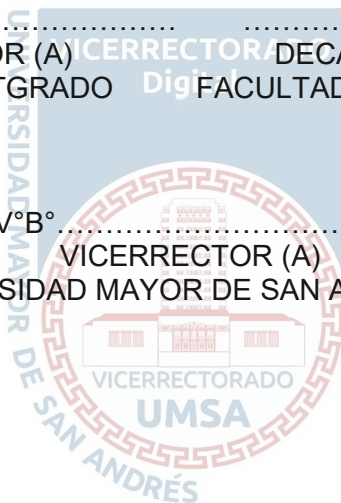 ................... ...........
OR (A) DECA
TGRADO FACULTAD
V°B°..............................
VICERRECTOR (A)
SIDAD MAYOR DE SAN A
VICERRECTORADO
Digital
UNIVERSIDAD MAYOR DE SAN ANDRÉS
VICERRECTORADO
UMSA